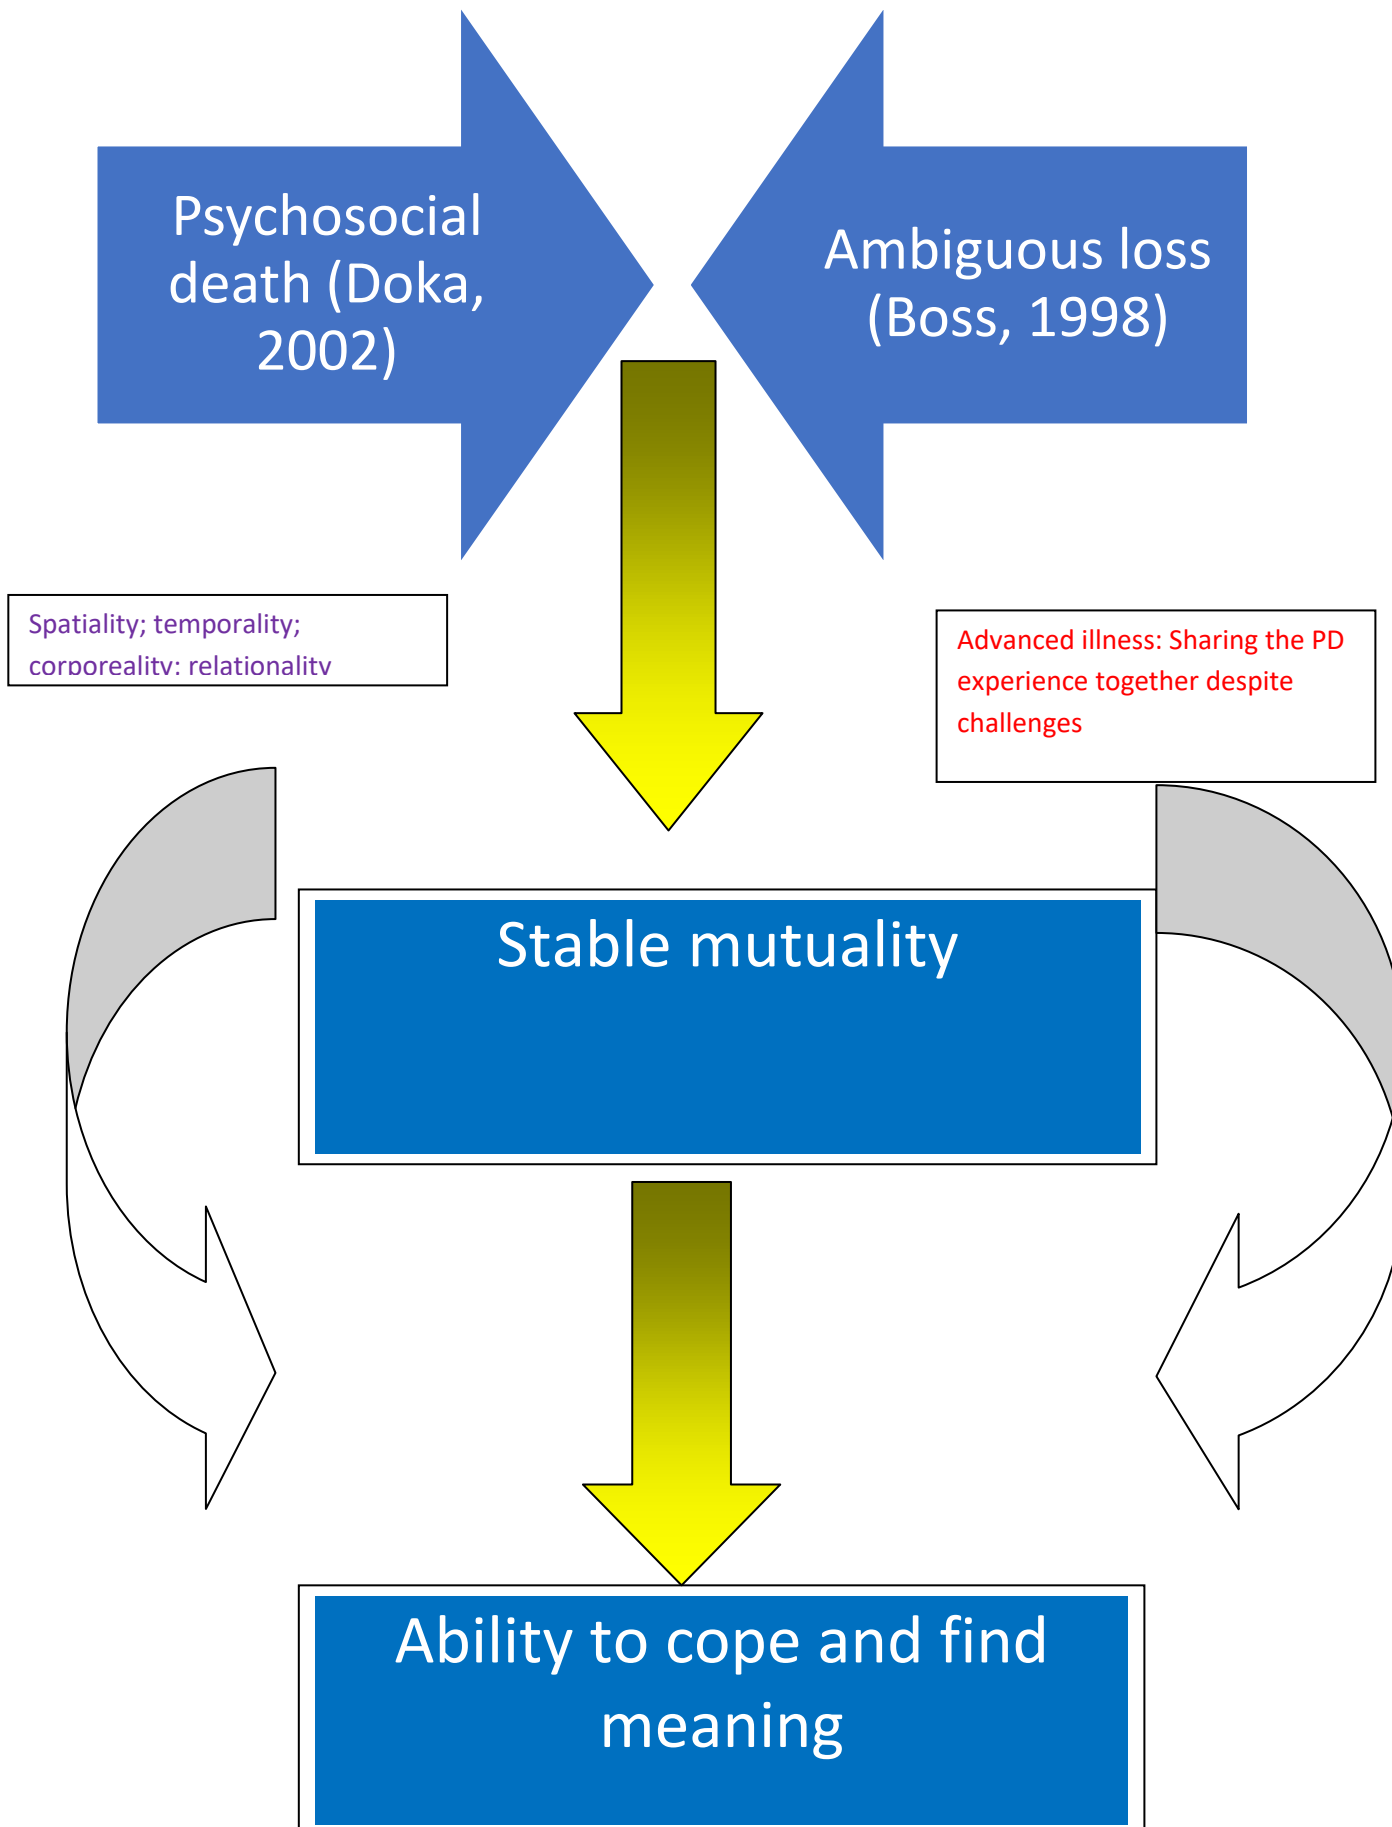 Psychosocial
death (Doka,
2002)
Ambiguous loss
(Boss, 1998)
Spatiality; temporality;
corporeality; relationality
Advanced illness: Sharing the PD
experience together despite
challenges
Stable mutuality
Ability to cope and find
meaning